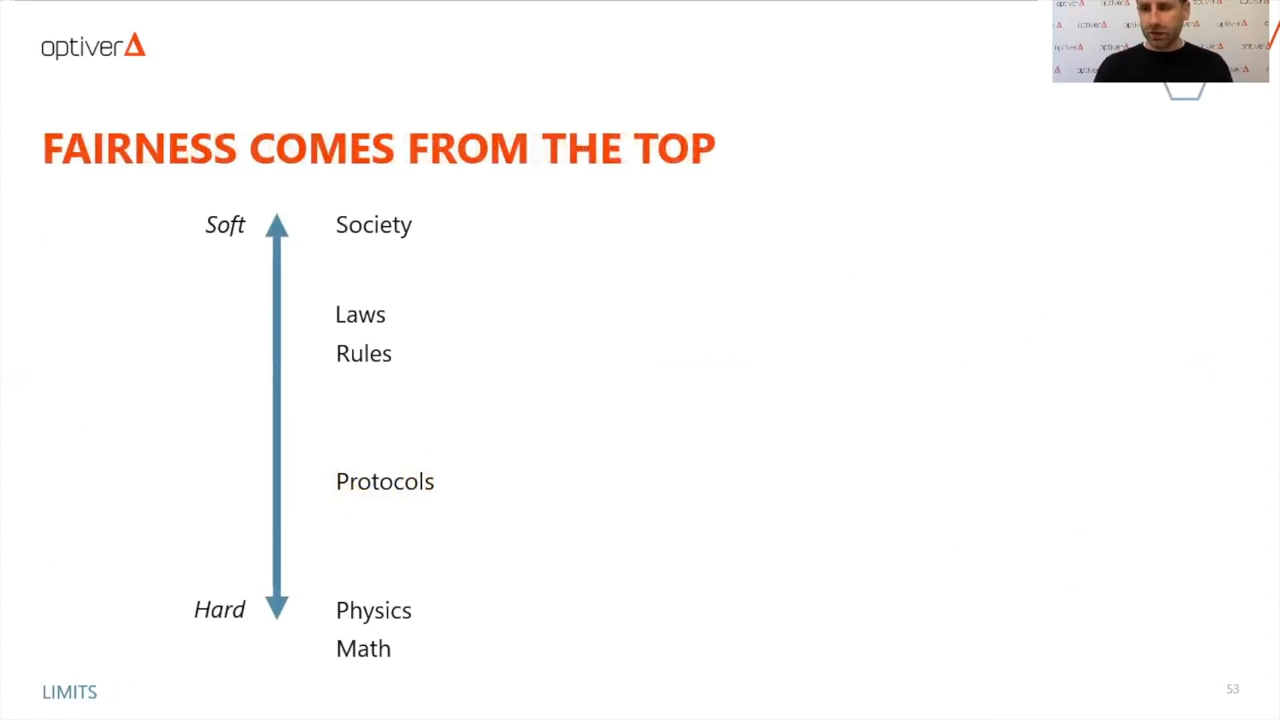 optiver
FAIRNESS COMES FROM THE TOP
Soft
Society
Laws
Rules
Protocols
Hard
Physics
Math
LIMITS
53